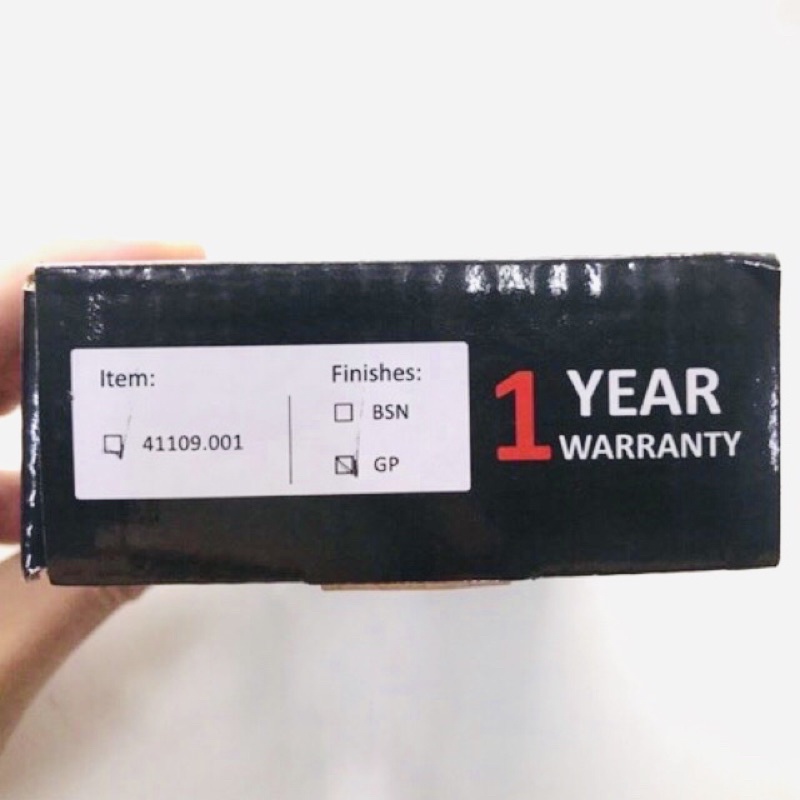 Item:
☑ 41109.001
Finishes:
☐ BSN
☑ GP
1 YEAR
WARRANTY